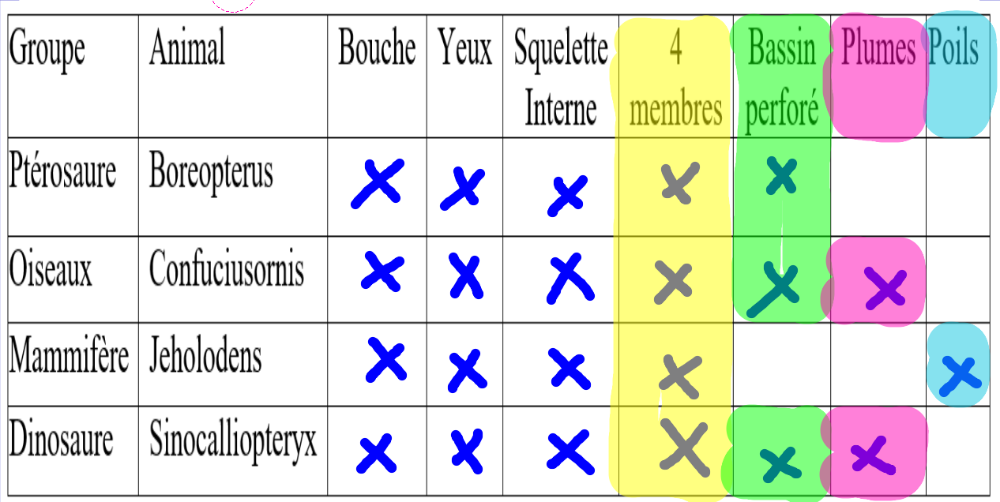 Groupe Animal Bouche Yeux Squelette Interne 4 membres Bassin perforé Plumes Poils
Ptérosaure Boreopterus X X X X X
Oiseaux Confuciusornis X X X X X X
Mammifère Jeholodens X X X X X
Dinosaure Sinocalliopteryx X X X X X X